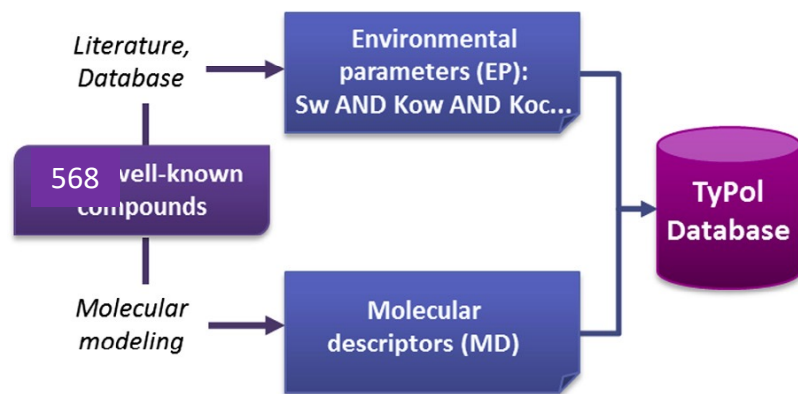 Literature,
Database
Environmental
parameters (EP):
Sw AND Kow AND Koc...
568 well-known
compounds
TyPol
Database
Molecular
modeling
Molecular
descriptors (MD)